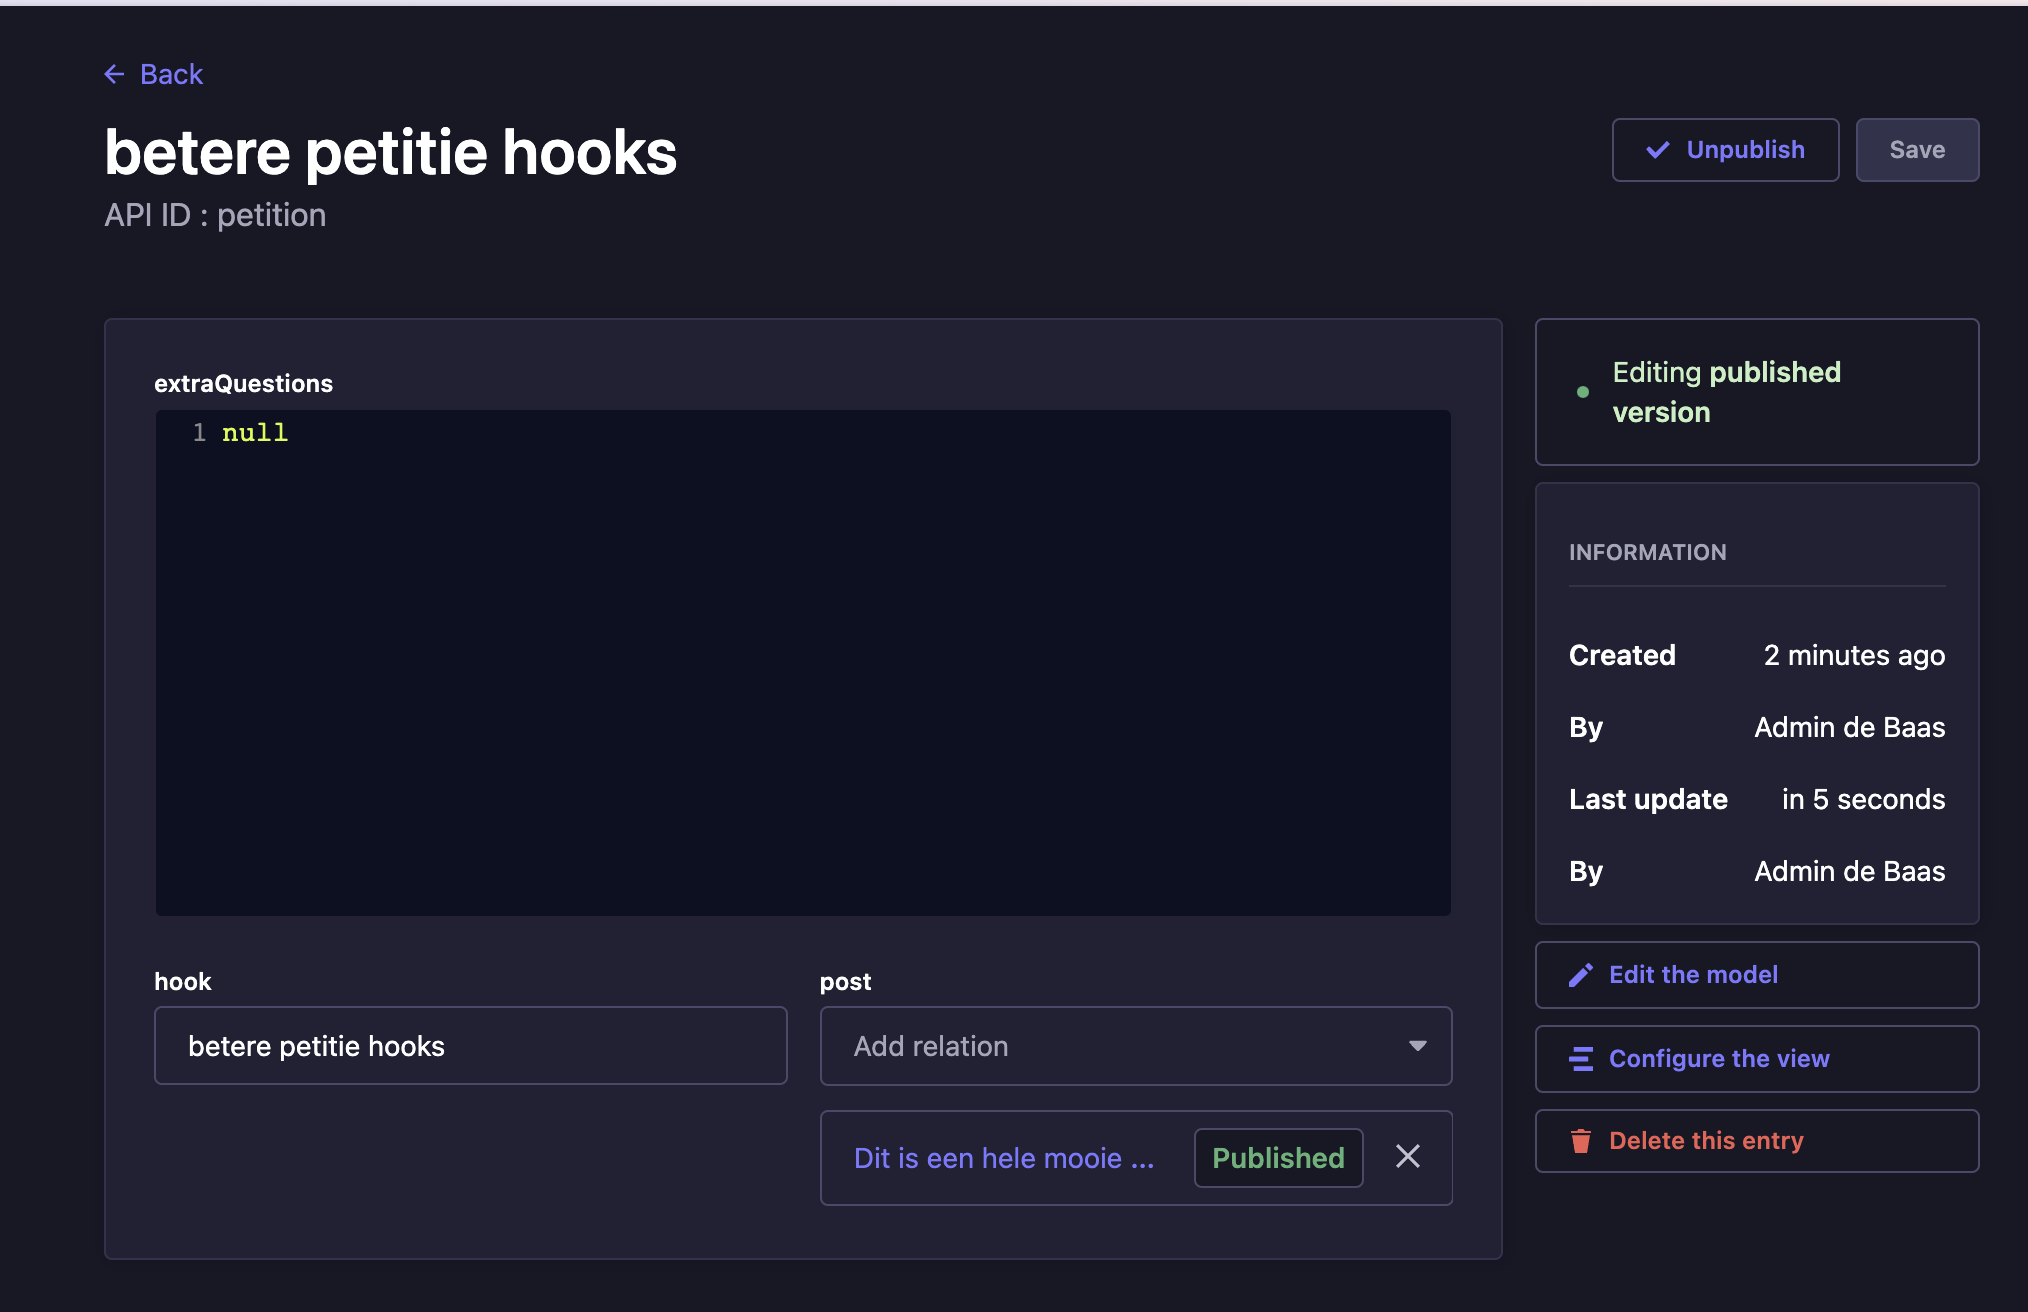 Back
betere petitie hooks
API ID : petition
Unpublish
Save
extraQuestions
1 null
hook
betere petitie hooks
post
Add relation
Dit is een hele mooie ...
Published
Editing published
version
INFORMATION
Created 2 minutes ago
By Admin de Baas
Last update in 5 seconds
By Admin de Baas
Edit the model
Configure the view
Delete this entry